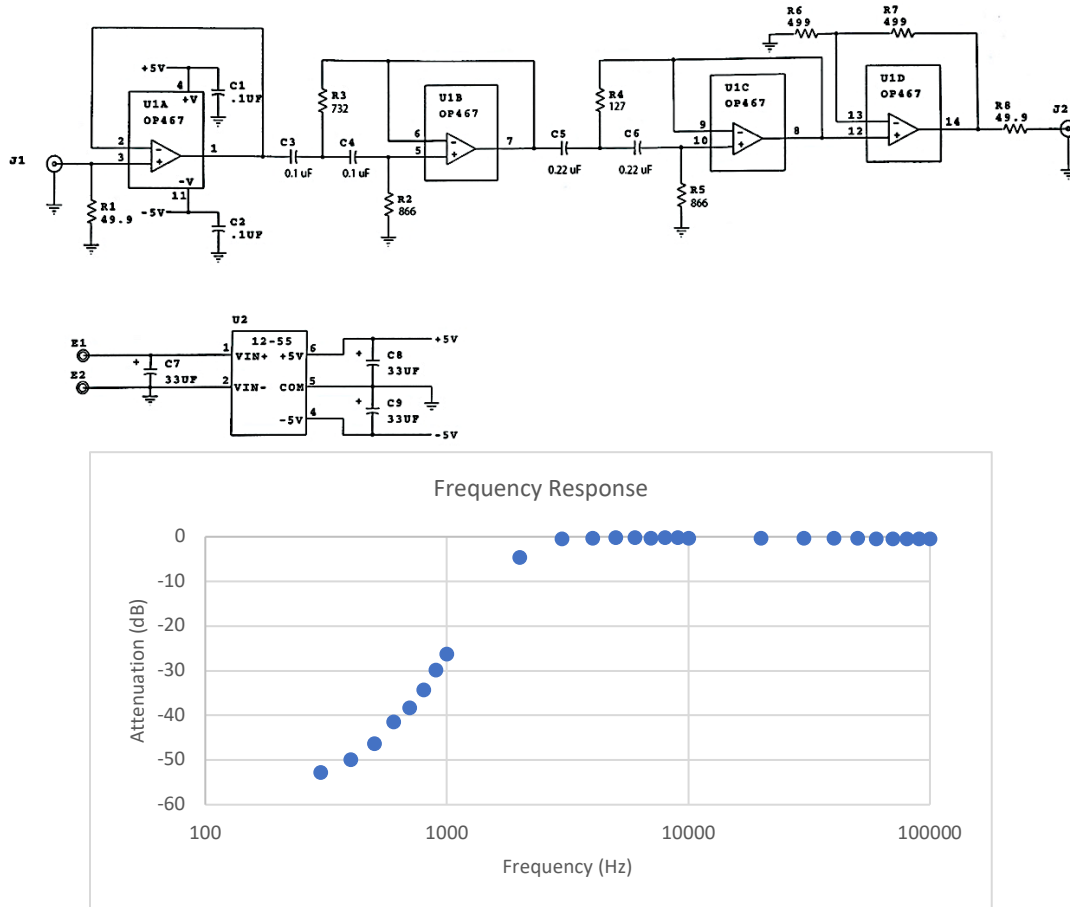 R6
499
R7
499
+5V
4
+V
C1
.1UF
U1A
OP467
2
3
1
-V
11
-5V
C2
.1UF
J1
R1
49.9
C3
0.1 uF
R3
732
C4
0.1 uF
U1B
OP467
6
5
7
R2
866
C5
0.22 uF
R4
127
C6
0.22 uF
U1C
OP467
9
10
8
R5
866
U1D
OP467
13
12
14
R8
49.9
J2
U2
12-55
E1
E2
+
C7
33UF
1
VIN+
+5V
6
2
VIN-
COM
5
-5V
4
+
C8
33UF
+
C9
33UF
+5V
-5V
Frequency Response
Attenuation (dB)
0
-10
-20
-30
-40
-50
-60
100
1000
10000
100000
Frequency (Hz)